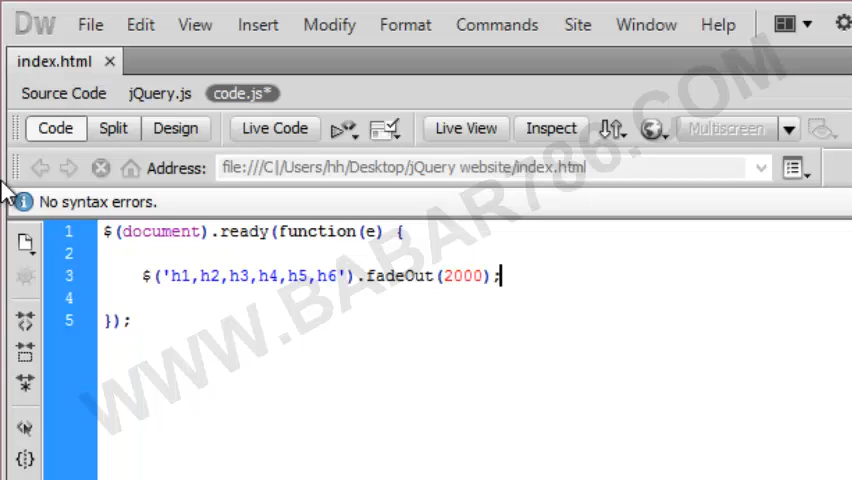 Dw File Edit View Insert Modify Format Commands Site Window Help
index.html ×
Source Code jQuery.js code.js*
Code Split Design Live Code Live View Inspect Multiscreen
Address: file:///C|/Users/hh/Desktop/jQuery website/index.html
No syntax errors.
1 $(document).ready(function(e) {
2
3 $('h1,h2,h3,h4,h5,h6').fadeOut(2000);
4
5 });
WWW.BABAR786.COM